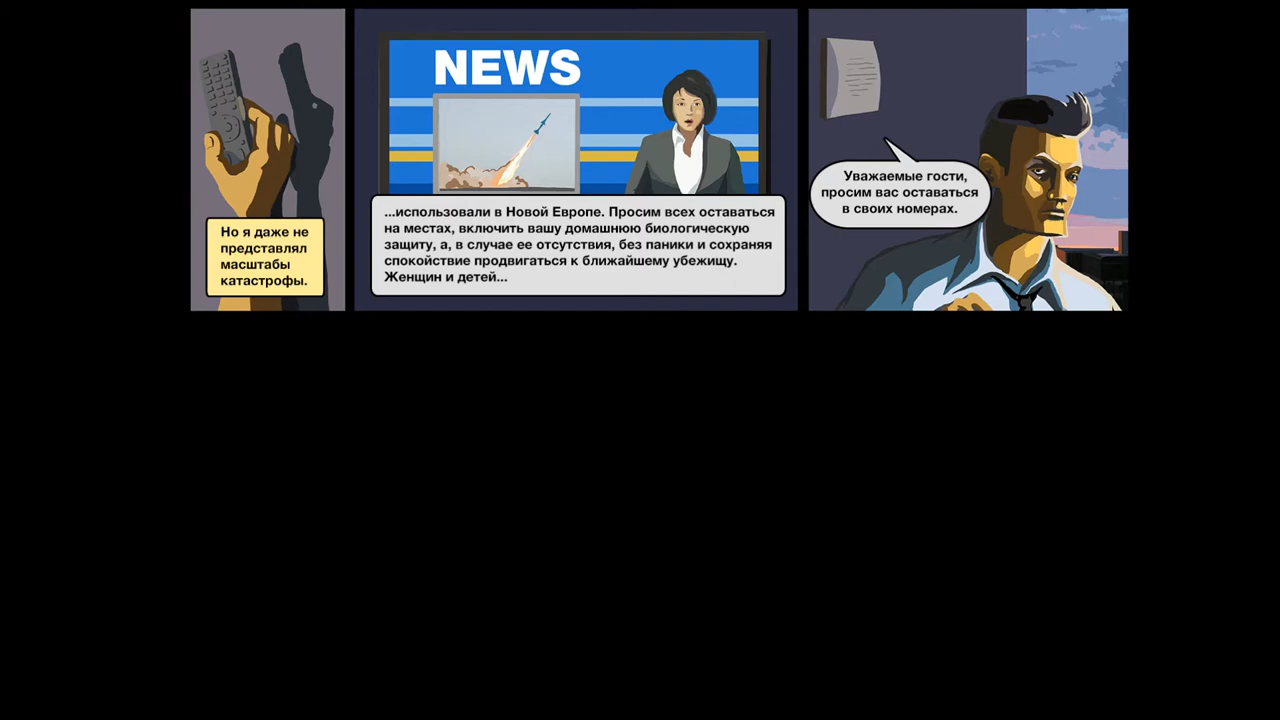 Но я даже не
представлял
масштабы
катастрофы.
NEWS
...использовали в Новой Европе. Просим всех оставаться
на местах, включить вашу домашнюю биологическую
защиту, а, в случае ее отсутствия, без паники и сохраняя
спокойствие продвигаться к ближайшему убежищу.
Женщин и детей...
Уважаемые гости,
просим вас оставаться
в своих номерах.